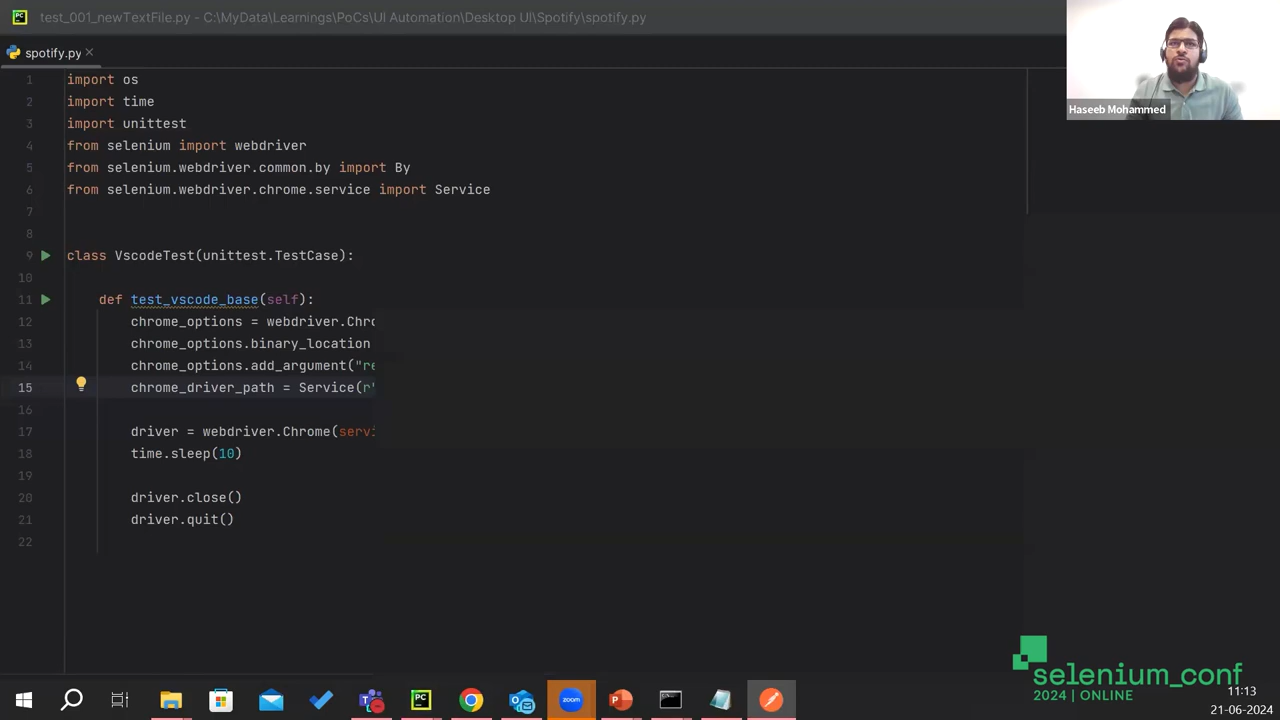 test_001_newTextFile.py - C:\MyData\Learnings\PoCs\UI Automation\Desktop UI\Spotify\spotify.py
spotify.py
Haseeb Mohammed
1 import os
2 import time
3 import unittest
4 from selenium import webdriver
5 from selenium.webdriver.common.by import By
6 from selenium.webdriver.chrome.service import Service
7
8
9 class VscodeTest(unittest.TestCase):
10
11 def test_vscode_base(self):
12 chrome_options = webdriver.Chro
13 chrome_options.binary_location
14 chrome_options.add_argument("re
15 chrome_driver_path = Service(r'
16
17 driver = webdriver.Chrome(servi
18 time.sleep(10)
19
20 driver.close()
21 driver.quit()
22
selenium_conf
2024 | ONLINE
PC
zoom
P
11:13
21-06-2024